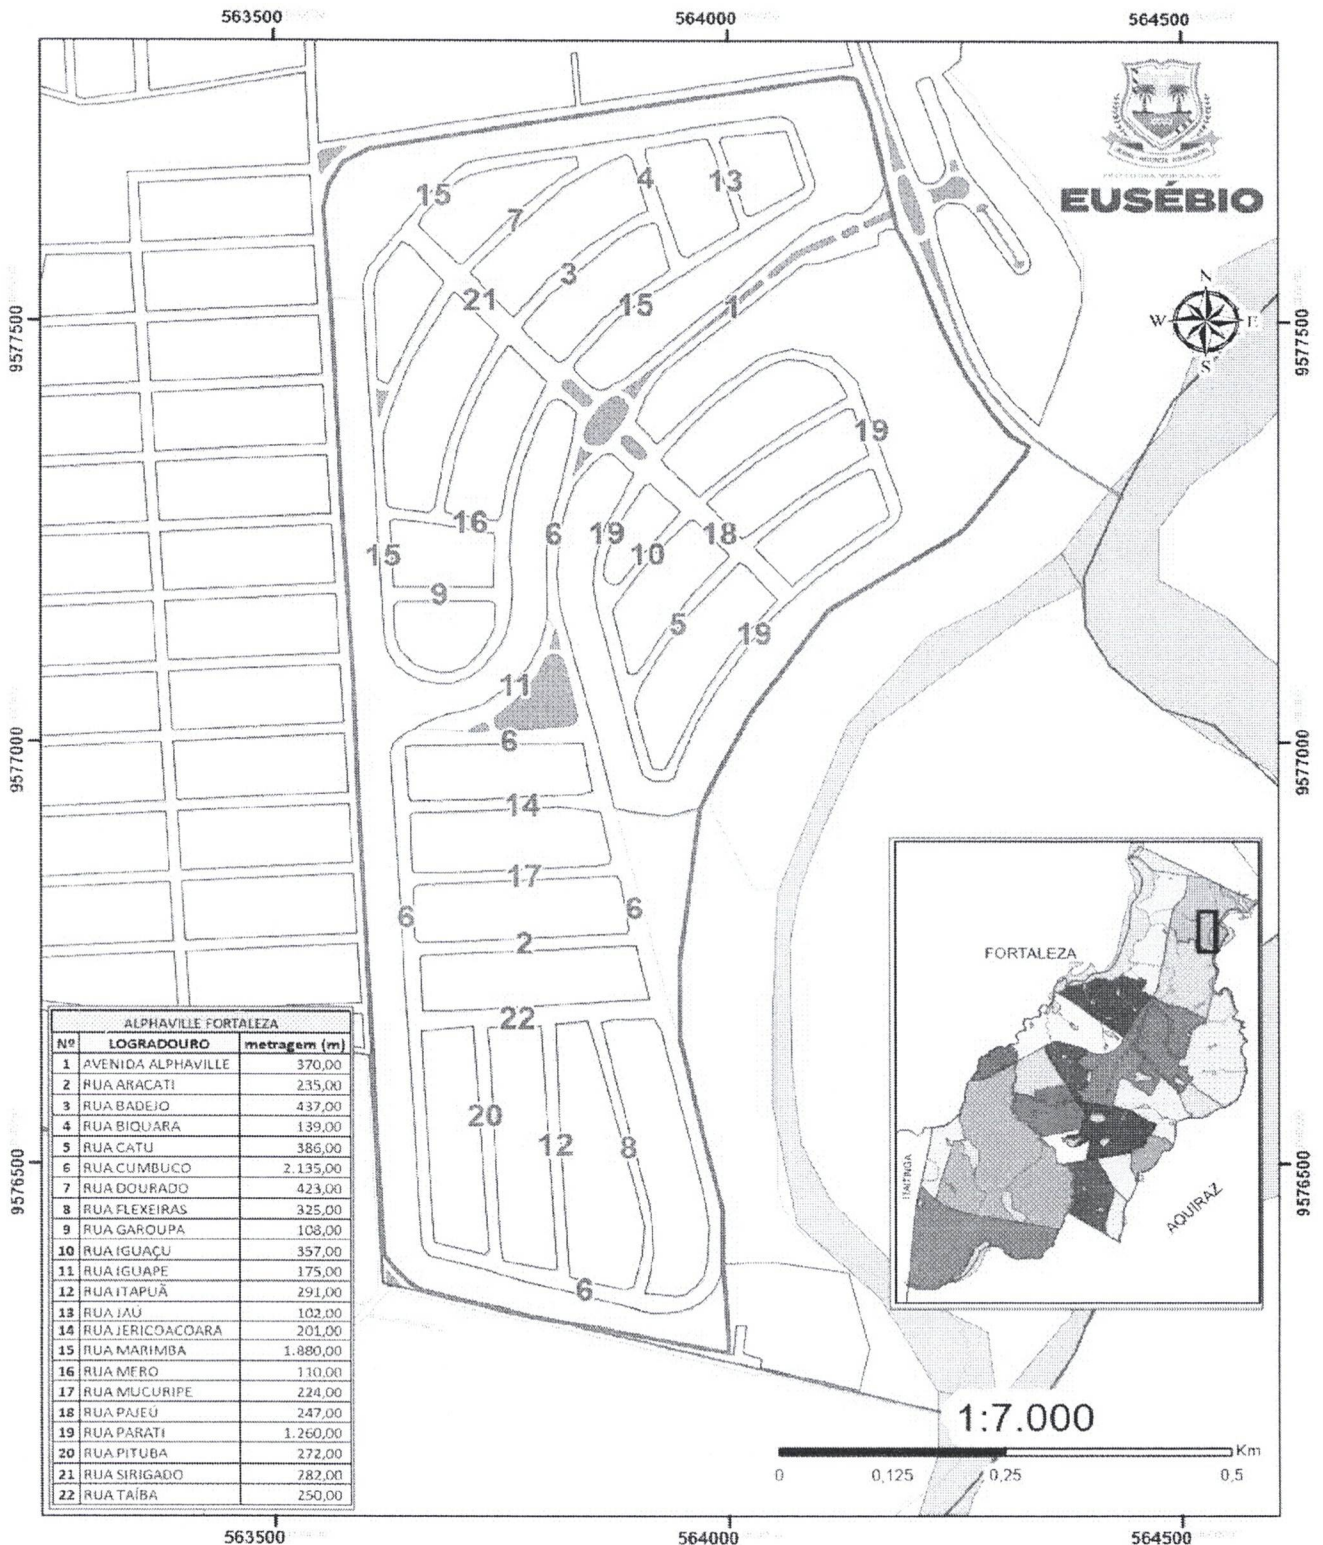 563500 564000 564500
EUSÉBIO
N
W E
S
9577500 9577500
15 4 13
7
3
21 15 1
19
16 6 19 18
15 10
9
5 19
11
6
9577000 9577000
14
17
6 6
2
22
20 12 8
6
9576500 9576500
FORTALEZA
ITAITINGA
AQUIRAZ
ALPHAVILLE FORTALEZA
Nº LOGRADOURO metragem (m)
1 AVENIDA ALPHAVILLE 370,00
2 RUA ARACATI 235,00
3 RUA BADEJO 437,00
4 RUA BIQUARA 139,00
5 RUA CATU 386,00
6 RUA CUMBUCO 2.135,00
7 RUA DOURADO 423,00
8 RUA FLEXEIRAS 325,00
9 RUA GAROUPA 108,00
10 RUA IGUAÇU 357,00
11 RUA IGUAPE 175,00
12 RUA ITAPUÃ 291,00
13 RUA JAÚ 102,00
14 RUA JERICOACOARA 201,00
15 RUA MARIMBA 1.880,00
16 RUA MERO 110,00
17 RUA MUCURIPE 224,00
18 RUA PAJEÚ 247,00
19 RUA PARATI 1.260,00
20 RUA PITUBA 272,00
21 RUA SIRIGADO 282,00
22 RUA TAÍBA 250,00
1:7.000
Km
0 0,125 0,25 0,5
563500 564000 564500